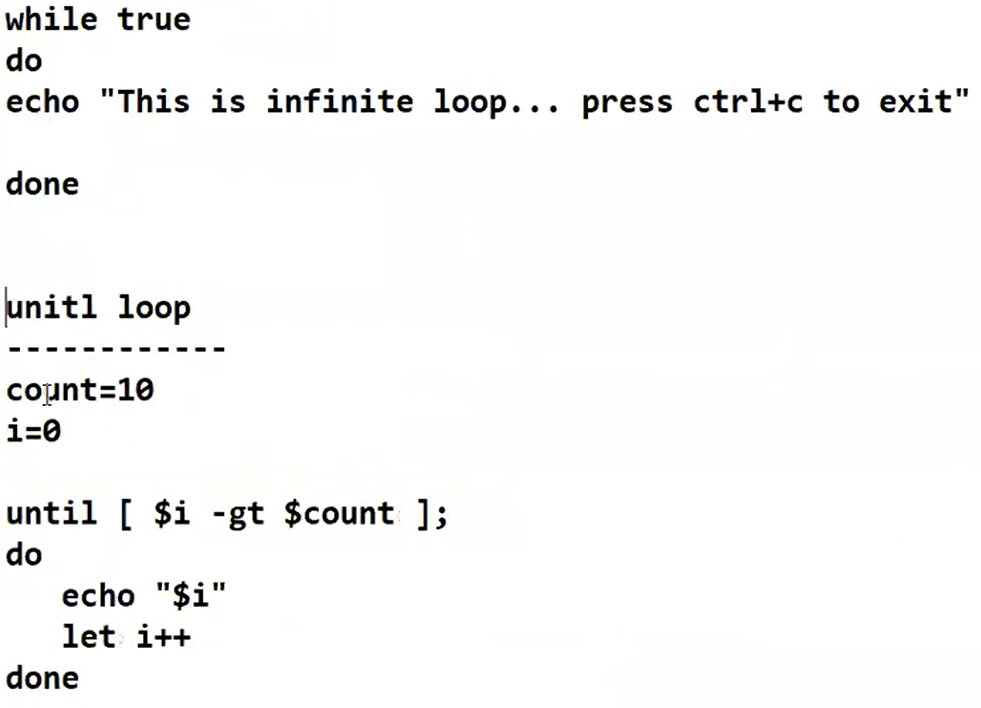 while true
do
echo "This is infinite loop... press ctrl+c to exit"
done
unitl loop
------------
count=10
i=0
until [ $i -gt $count ];
do
echo "$i"
let i++
done